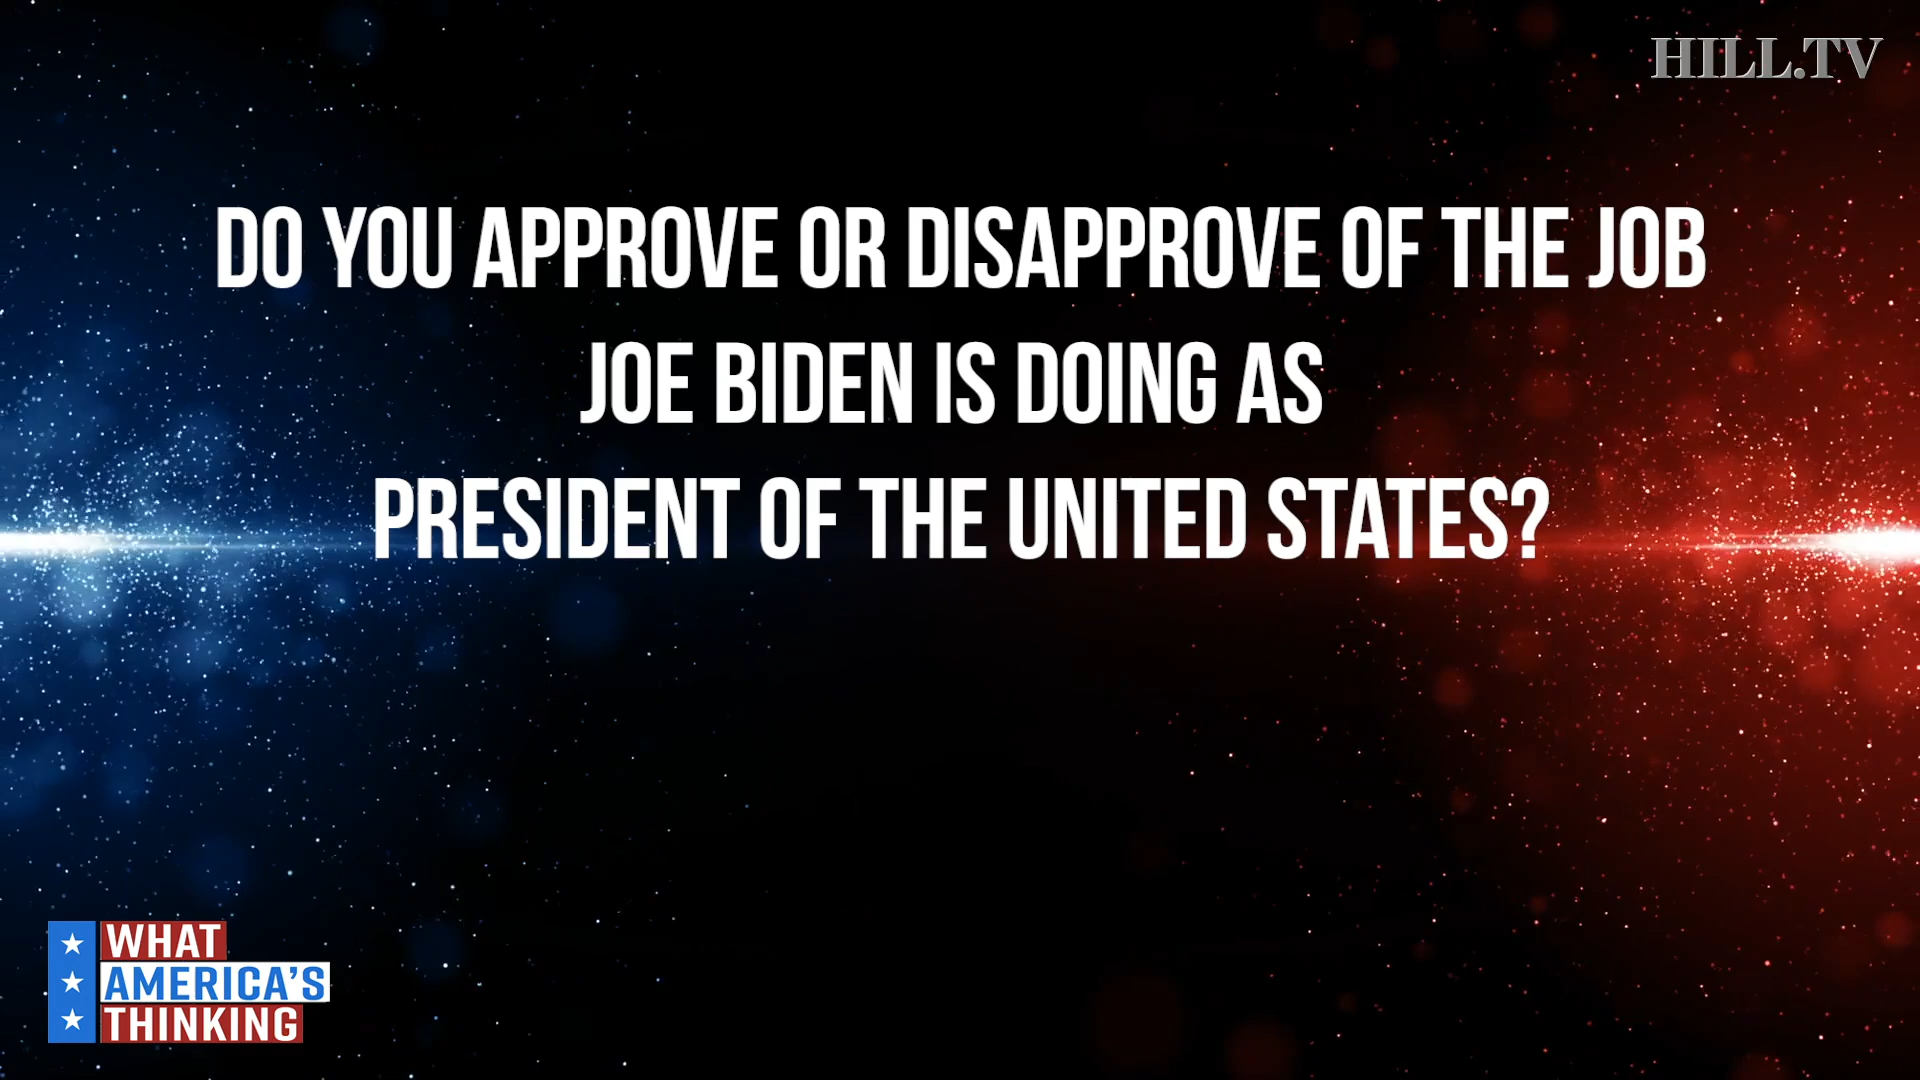 HILL.TV
DO YOU APPROVE OR DISAPPROVE OF THE JOB
JOE BIDEN IS DOING AS
PRESIDENT OF THE UNITED STATES?
WHAT
AMERICA'S
THINKING